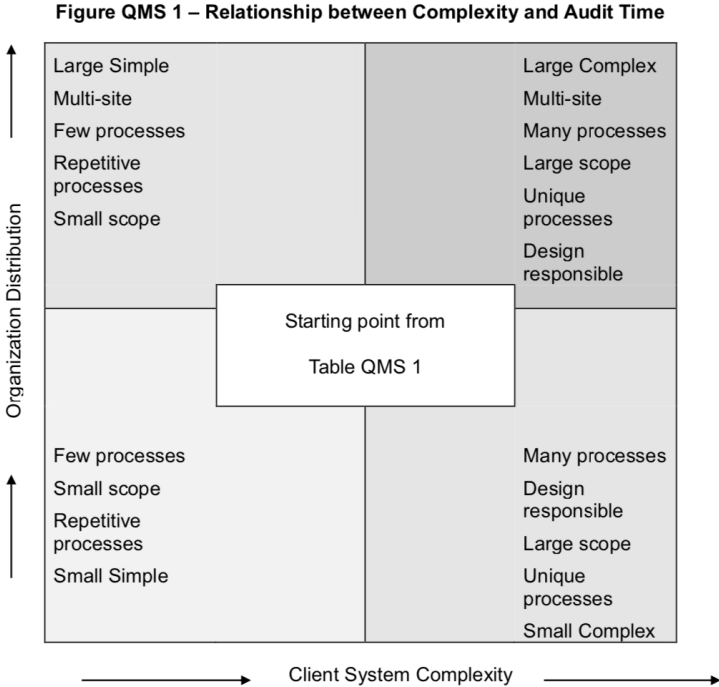 Figure QMS 1 – Relationship between Complexity and Audit Time
Large Simple
Multi-site
Few processes
Repetitive
processes
Small scope
Large Complex
Multi-site
Many processes
Large scope
Unique
processes
Design
responsible
Organization Distribution
Starting point from
Table QMS 1
Few processes
Small scope
Repetitive
processes
Small Simple
Many processes
Design
responsible
Large scope
Unique
processes
Small Complex
Client System Complexity